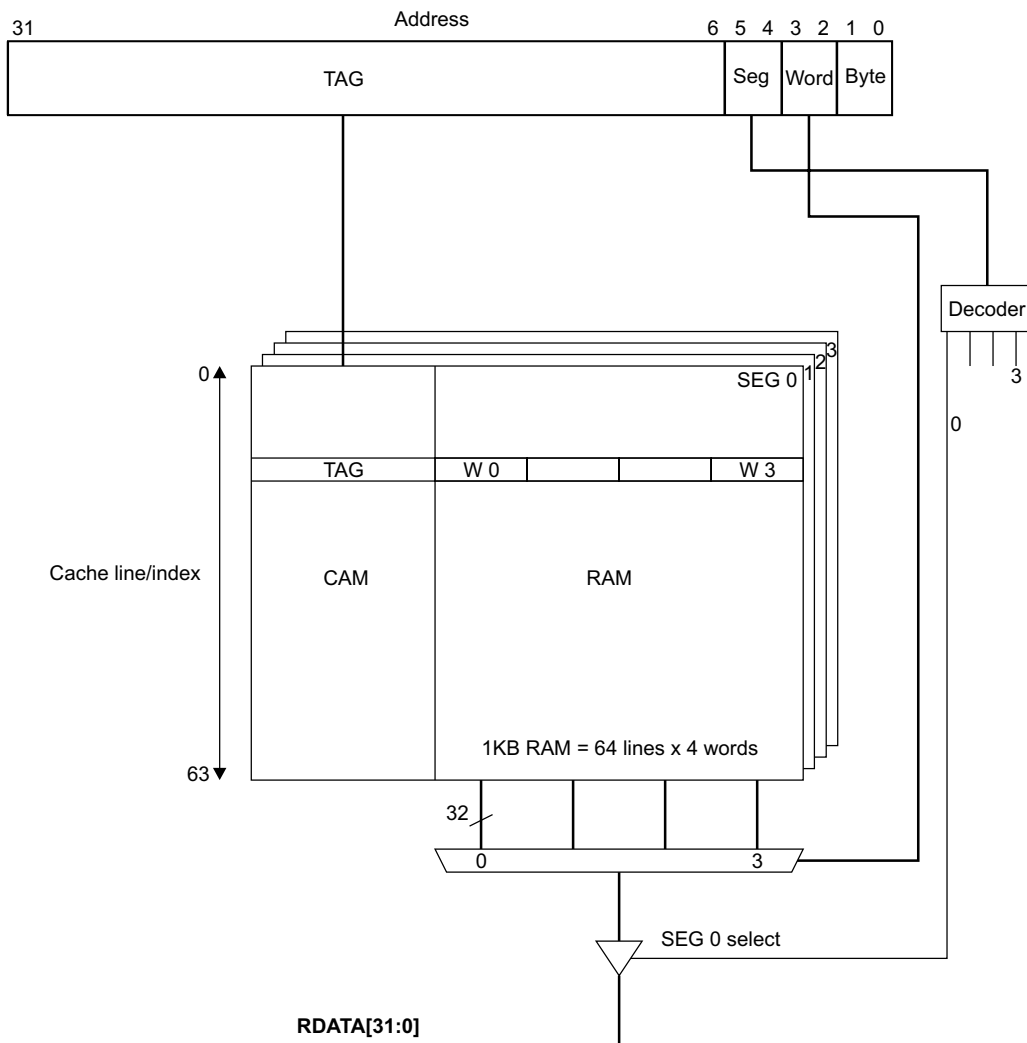 Address
31 6 5 4 3 2 1 0
TAG Seg Word Byte
Decoder
3
0
0
SEG 0 1 2 3
TAG W 0 W 3
Cache line/index
CAM RAM
1KB RAM = 64 lines x 4 words
63
32
0 3
SEG 0 select
RDATA[31:0]